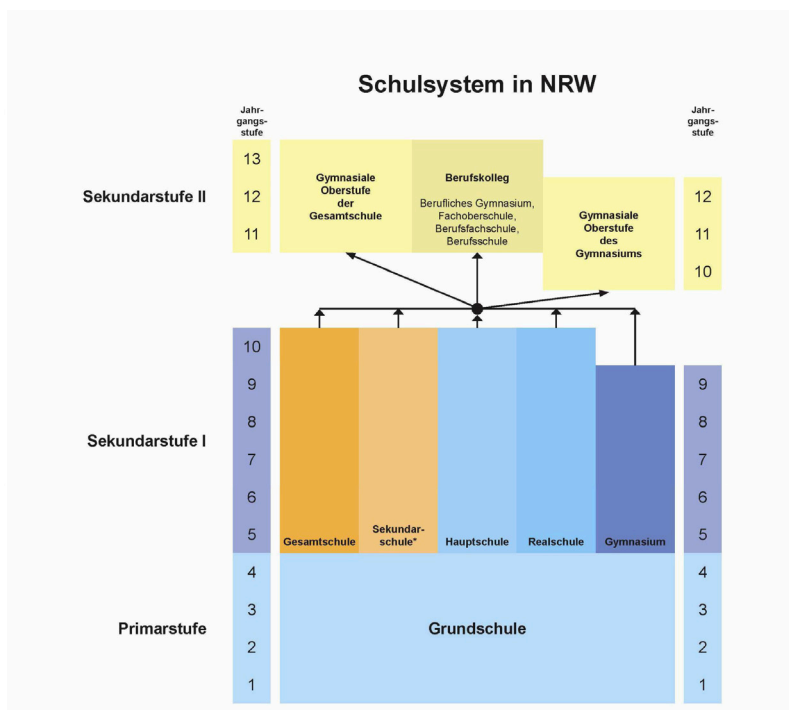 Schulsystem in NRW
Jahr-
gangs-
stufe
Jahr-
gangs-
stufe
Sekundarstufe II
13
12
11
Gymnasiale
Oberstufe
der
Gesamtschule
Berufskolleg
Berufliches Gymnasium,
Fachoberschule,
Berufsfachschule,
Berufsschule
Gymnasiale
Oberstufe
des
Gymnasiums
12
11
10
Sekundarstufe I
10
9
8
7
6
5
Gesamtschule
Sekundar-
schule*
Hauptschule
Realschule
Gymnasium
9
8
7
6
5
Primarstufe
4
3
2
1
Grundschule
4
3
2
1